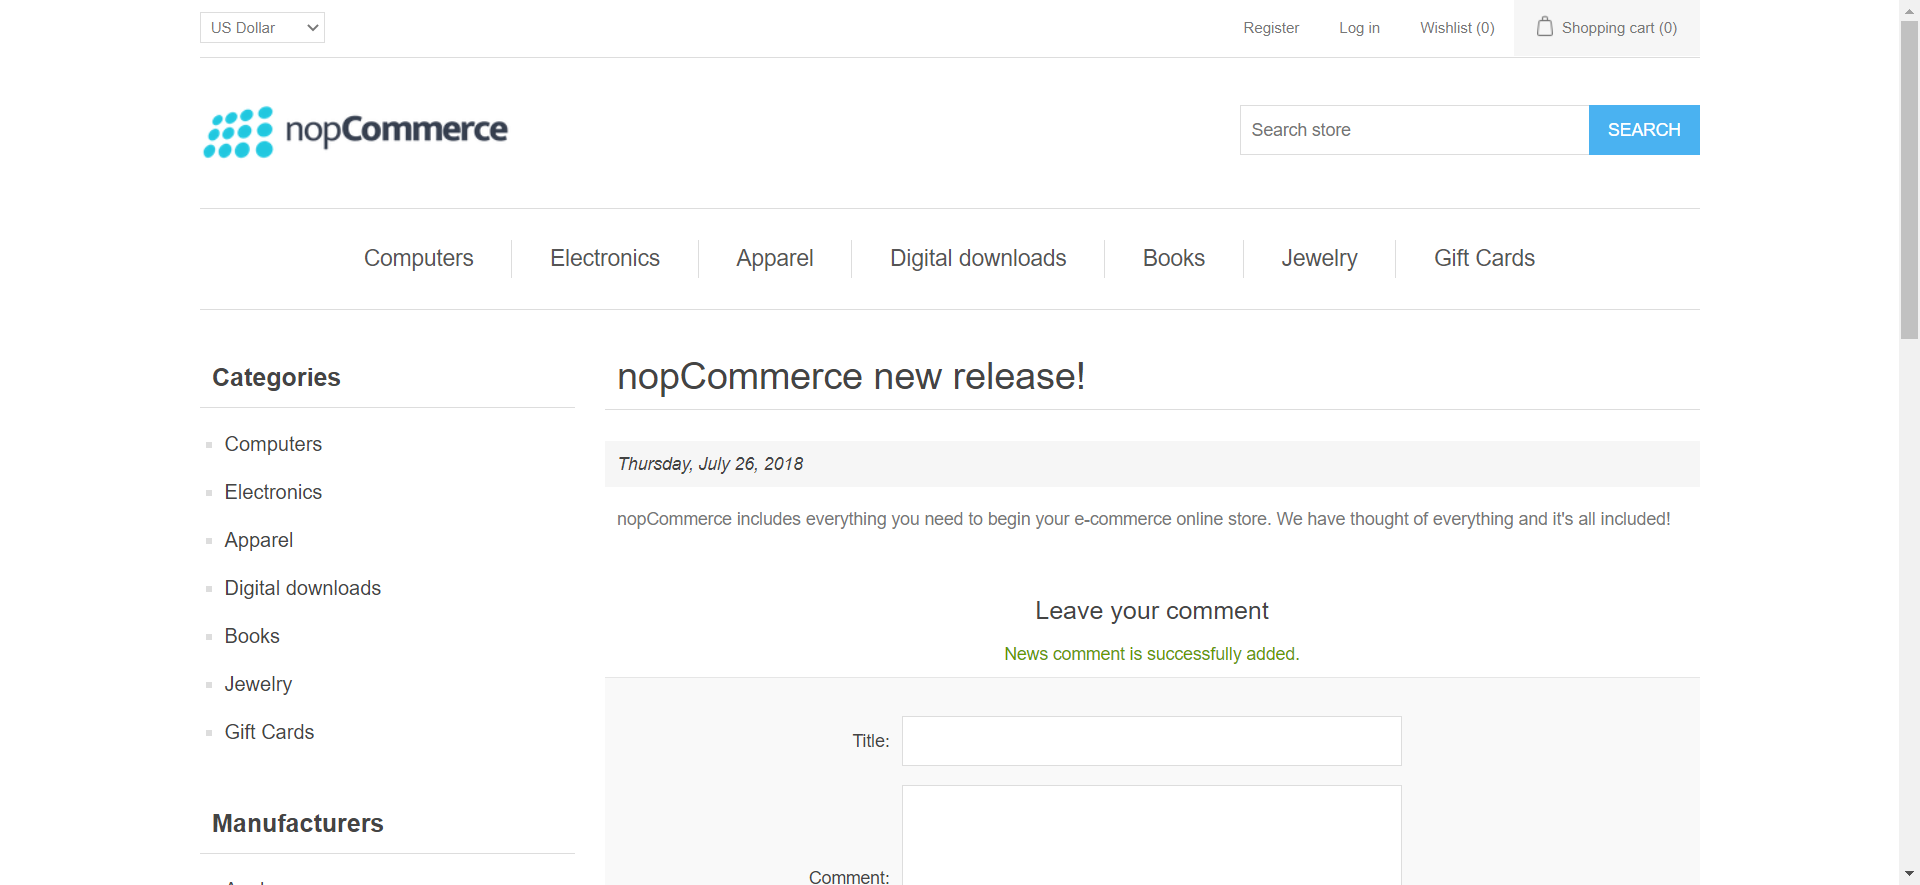 US Dollar
Register
Log in
Wishlist (0)
Shopping cart (0)
nopCommerce
Search store
SEARCH
Computers
Electronics
Apparel
Digital downloads
Books
Jewelry
Gift Cards
Categories
Computers
Electronics
Apparel
Digital downloads
Books
Jewelry
Gift Cards
Manufacturers
nopCommerce new release!
Thursday, July 26, 2018
nopCommerce includes everything you need to begin your e-commerce online store. We have thought of everything and it's all included!
Leave your comment
News comment is successfully added.
Title:
Comment: